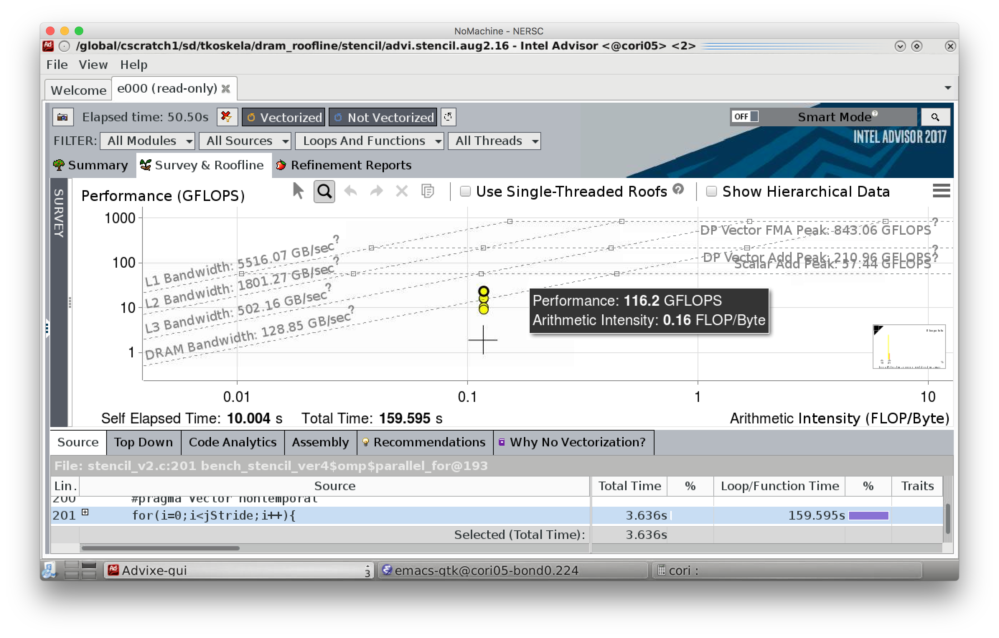 NoMachine - NERSC
/global/cscratch1/sd/tkoskela/dram_roofline/stencil/advi.stencil.aug2.16 - Intel Advisor <@cori05> <2>
File View Help
Welcome e000 (read-only)
Elapsed time: 50.50s Vectorized Not Vectorized OFF Smart Mode?
FILTER: All Modules All Sources Loops And Functions All Threads INTEL ADVISOR 2017
Summary Survey & Roofline Refinement Reports
SURVEY
Performance (GFLOPS) Use Single-Threaded Roofs ? Show Hierarchical Data
1000
100
10
1
L1 Bandwidth: 5516.07 GB/sec?
L2 Bandwidth: 1801.27 GB/sec?
L3 Bandwidth: 502.16 GB/sec?
DRAM Bandwidth: 128.85 GB/sec?
DP Vector FMA Peak: 843.06 GFLOPS?
DP Vector Add Peak: 210.96 GFLOPS?
Scalar Add Peak: 57.44 GFLOPS?
Performance: 116.2 GFLOPS
Arithmetic Intensity: 0.16 FLOP/Byte
0.01 0.1 1 10
Self Elapsed Time: 10.004 s Total Time: 159.595 s Arithmetic Intensity (FLOP/Byte)
Source Top Down Code Analytics Assembly Recommendations Why No Vectorization?
File: stencil_v2.c:201 bench_stencil_ver4$omp$parallel_for@193
Lin. Source Total Time % Loop/Function Time % Traits
200 #pragma vector nontemporal
201 for(i=0;i<jStride;i++){ 3.636s 159.595s
Selected (Total Time): 3.636s
Advixe-gui 3 emacs-gtk@cori05-bond0.224 cori :